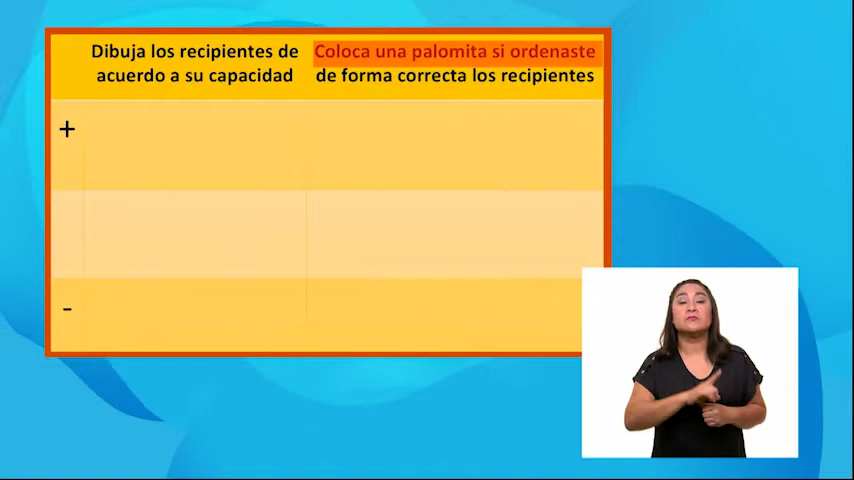 Dibuja los recipientes de
acuerdo a su capacidad
Coloca una palomita si ordenaste
de forma correcta los recipientes
+
-